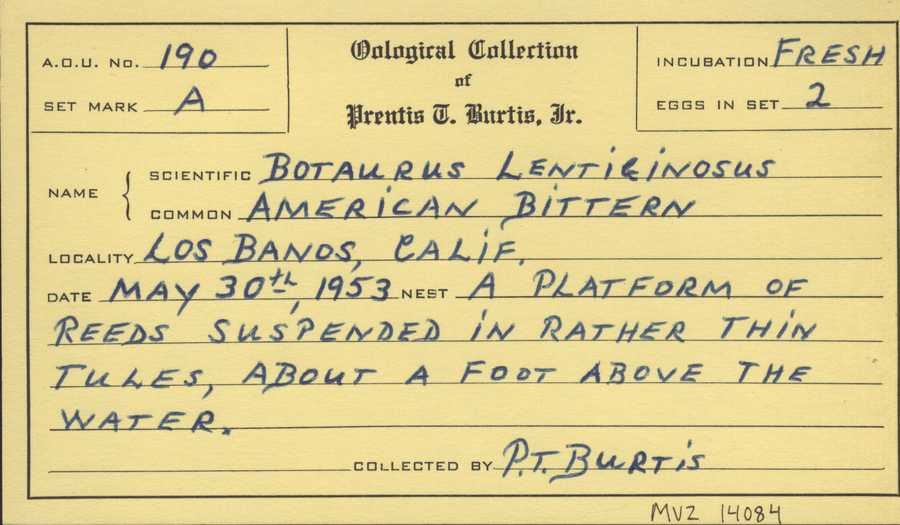 A.O.U. No. 190
SET MARK A
Oological Collection
of
Prentis T. Burtis, Jr.
INCUBATION FRESH
EGGS IN SET 2
NAME { SCIENTIFIC BOTAURUS LENTIGINOSUS
COMMON AMERICAN BITTERN
LOCALITY LOS BANOS, CALIF.
DATE MAY 30th, 1953 NEST A PLATFORM OF
REEDS SUSPENDED IN RATHER THIN
TULES, ABOUT A FOOT ABOVE THE
WATER.
COLLECTED BY P.T. BURTIS
MVZ 14084